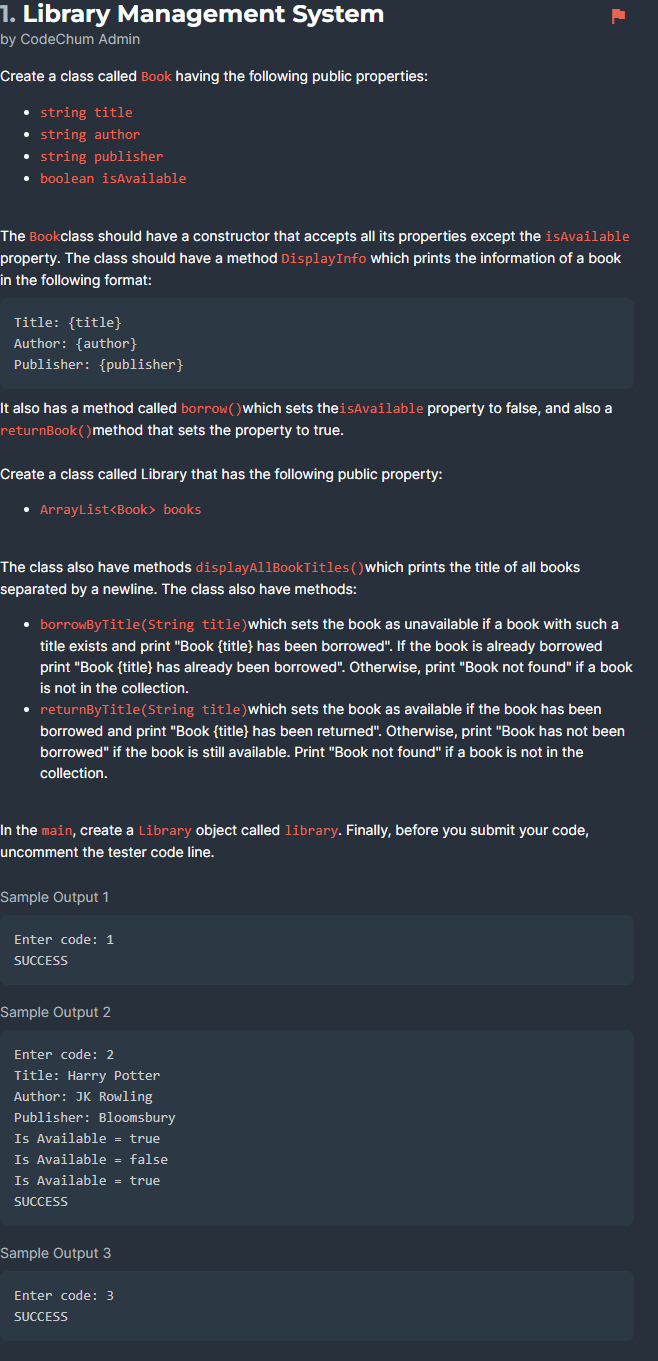 1. Library Management System
by CodeChum Admin
Create a class called Book having the following public properties:
• string title
• string author
• string publisher
• boolean isAvailable
The Bookclass should have a constructor that accepts all its properties except the isAvailable
property. The class should have a method DisplayInfo which prints the information of a book
in the following format:
Title: {title}
Author: {author}
Publisher: {publisher}
It also has a method called borrow()which sets theisAvailable property to false, and also a
returnBook()method that sets the property to true.
Create a class called Library that has the following public property:
• ArrayList<Book> books
The class also have methods displayAllBookTitles()which prints the title of all books
separated by a newline. The class also have methods:
• borrowByTitle(String title)which sets the book as unavailable if a book with such a
title exists and print "Book {title} has been borrowed". If the book is already borrowed
print "Book {title} has already been borrowed". Otherwise, print "Book not found" if a book
is not in the collection.
• returnByTitle(String title)which sets the book as available if the book has been
borrowed and print "Book {title} has been returned". Otherwise, print "Book has not been
borrowed" if the book is still available. Print "Book not found" if a book is not in the
collection.
In the main, create a Library object called library. Finally, before you submit your code,
uncomment the tester code line.
Sample Output 1
Enter code: 1
SUCCESS
Sample Output 2
Enter code: 2
Title: Harry Potter
Author: JK Rowling
Publisher: Bloomsbury
Is Available = true
Is Available = false
Is Available = true
SUCCESS
Sample Output 3
Enter code: 3
SUCCESS